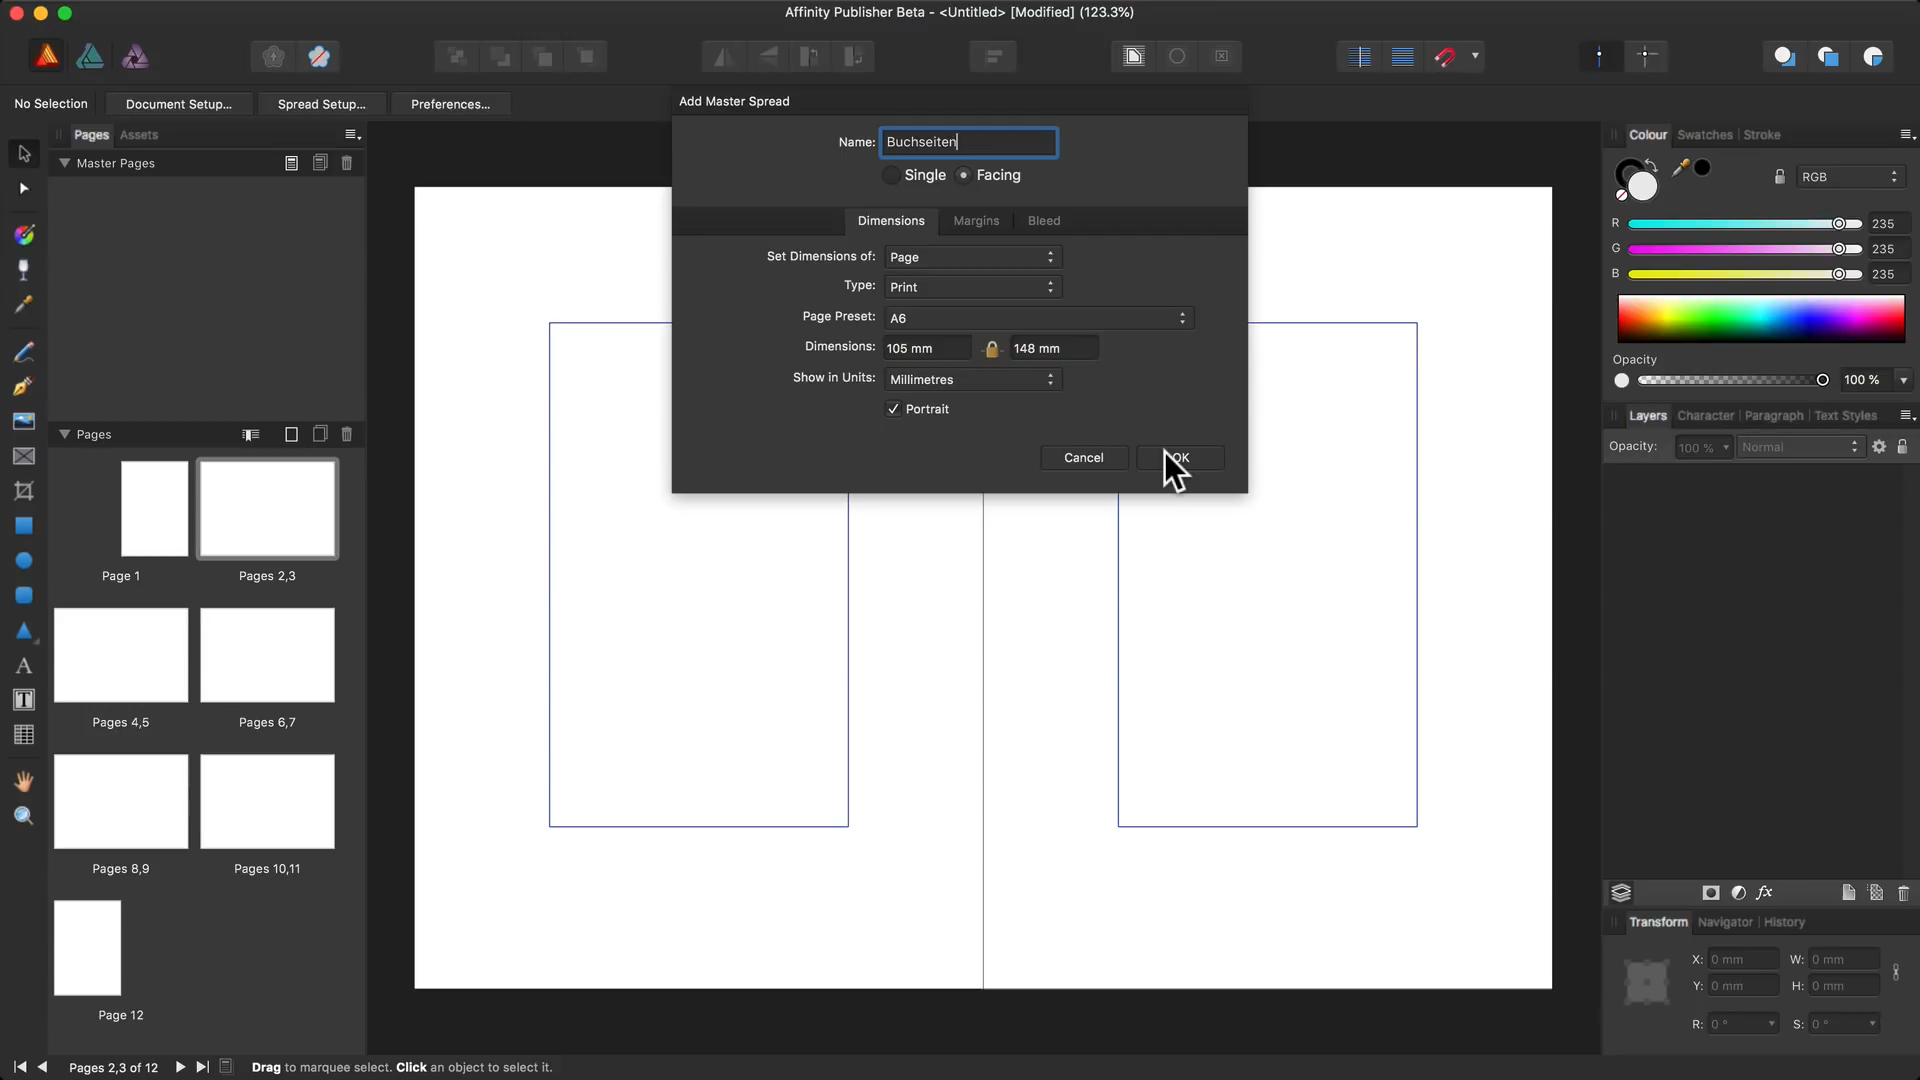 Affinity Publisher Beta - <Untitled> [Modified] (123.3%)
No Selection
Document Setup...
Spread Setup...
Preferences...
Pages
Assets
Master Pages
Pages
Page 1
Pages 2,3
Pages 4,5
Pages 6,7
Pages 8,9
Pages 10,11
Page 12
Add Master Spread
Name: Buchseiten
Single
Facing
Dimensions
Margins
Bleed
Set Dimensions of: Page
Type: Print
Page Preset: A6
Dimensions: 105 mm 148 mm
Show in Units: Millimetres
Portrait
Cancel
OK
Colour
Swatches
Stroke
RGB
R 235
G 235
B 235
Opacity
100 %
Layers
Character
Paragraph
Text Styles
Opacity: 100 % Normal
fx
Transform
Navigator
History
X: 0 mm W: 0 mm
Y: 0 mm H: 0 mm
R: 0 ° S: 0 °
Pages 2,3 of 12
Drag to marquee select. Click an object to select it.